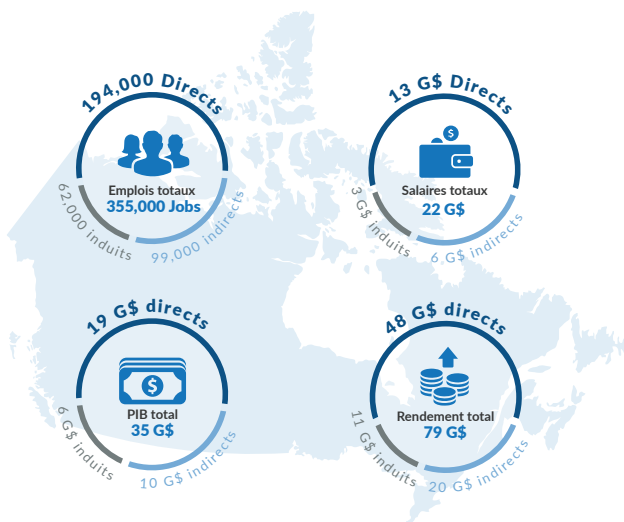 194,000 Directs
Emplois totaux
355,000 Jobs
62,000 induits
99,000 indirects
13 G$ Directs
$
Salaires totaux
22 G$
3 G$ induits
6 G$ indirects
19 G$ directs
$
PIB total
35 G$
6 G$ induits
10 G$ indirects
48 G$ directs
Rendement total
79 G$
11 G$ induits
20 G$ indirects